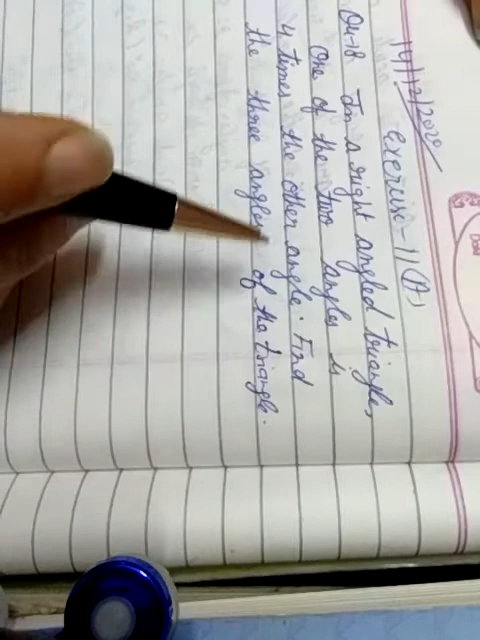 14/12/2020
exercise-11(A)
Qu-18 In a right angled triangle,
One of the two angles is
4 times the other angle. Find
the three angles of the triangle.